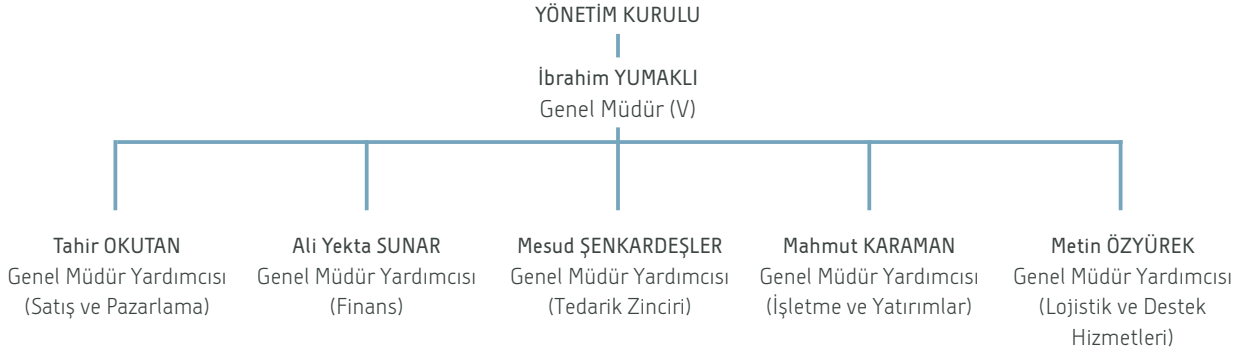 YÖNETİM KURULU
İbrahim YUMAKLI
Genel Müdür (V)
Tahir OKUTAN
Genel Müdür Yardımcısı
(Satış ve Pazarlama)
Ali Yekta SUNAR
Genel Müdür Yardımcısı
(Finans)
Mesud ŞENKARDEŞLER
Genel Müdür Yardımcısı
(Tedarik Zinciri)
Mahmut KARAMAN
Genel Müdür Yardımcısı
(İşletme ve Yatırımlar)
Metin ÖZYÜREK
Genel Müdür Yardımcısı
(Lojistik ve Destek
Hizmetleri)